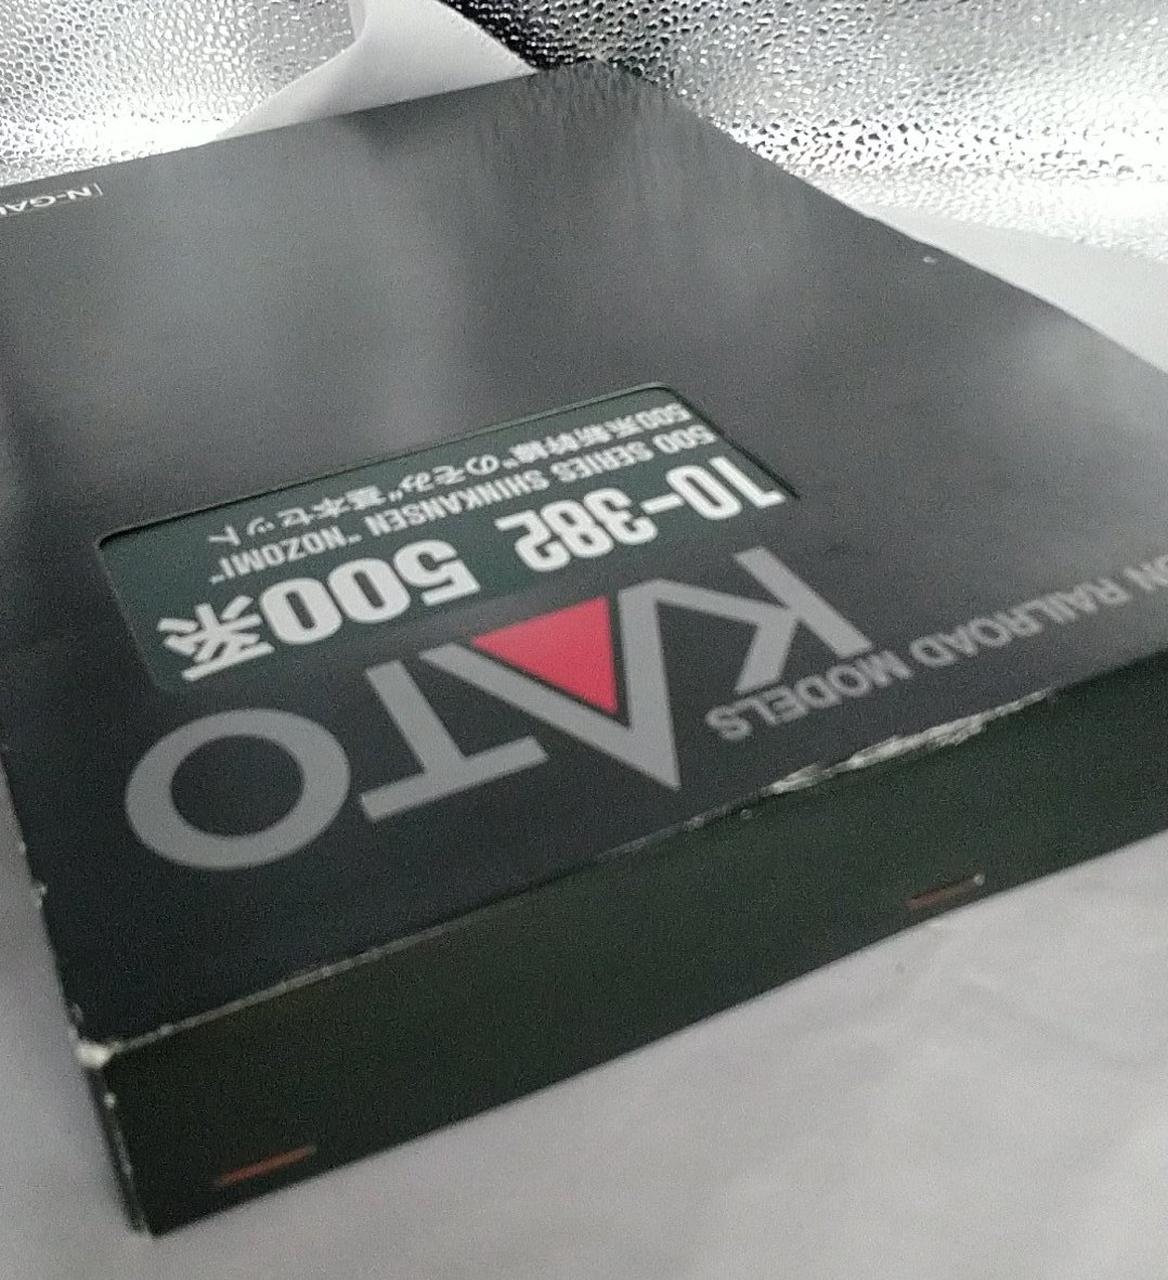 KATO
10-382 500系
500 SERIES SHINKANSEN "NOZOMI"
500系新幹線"のぞみ"基本セット
RAILROAD MODELS